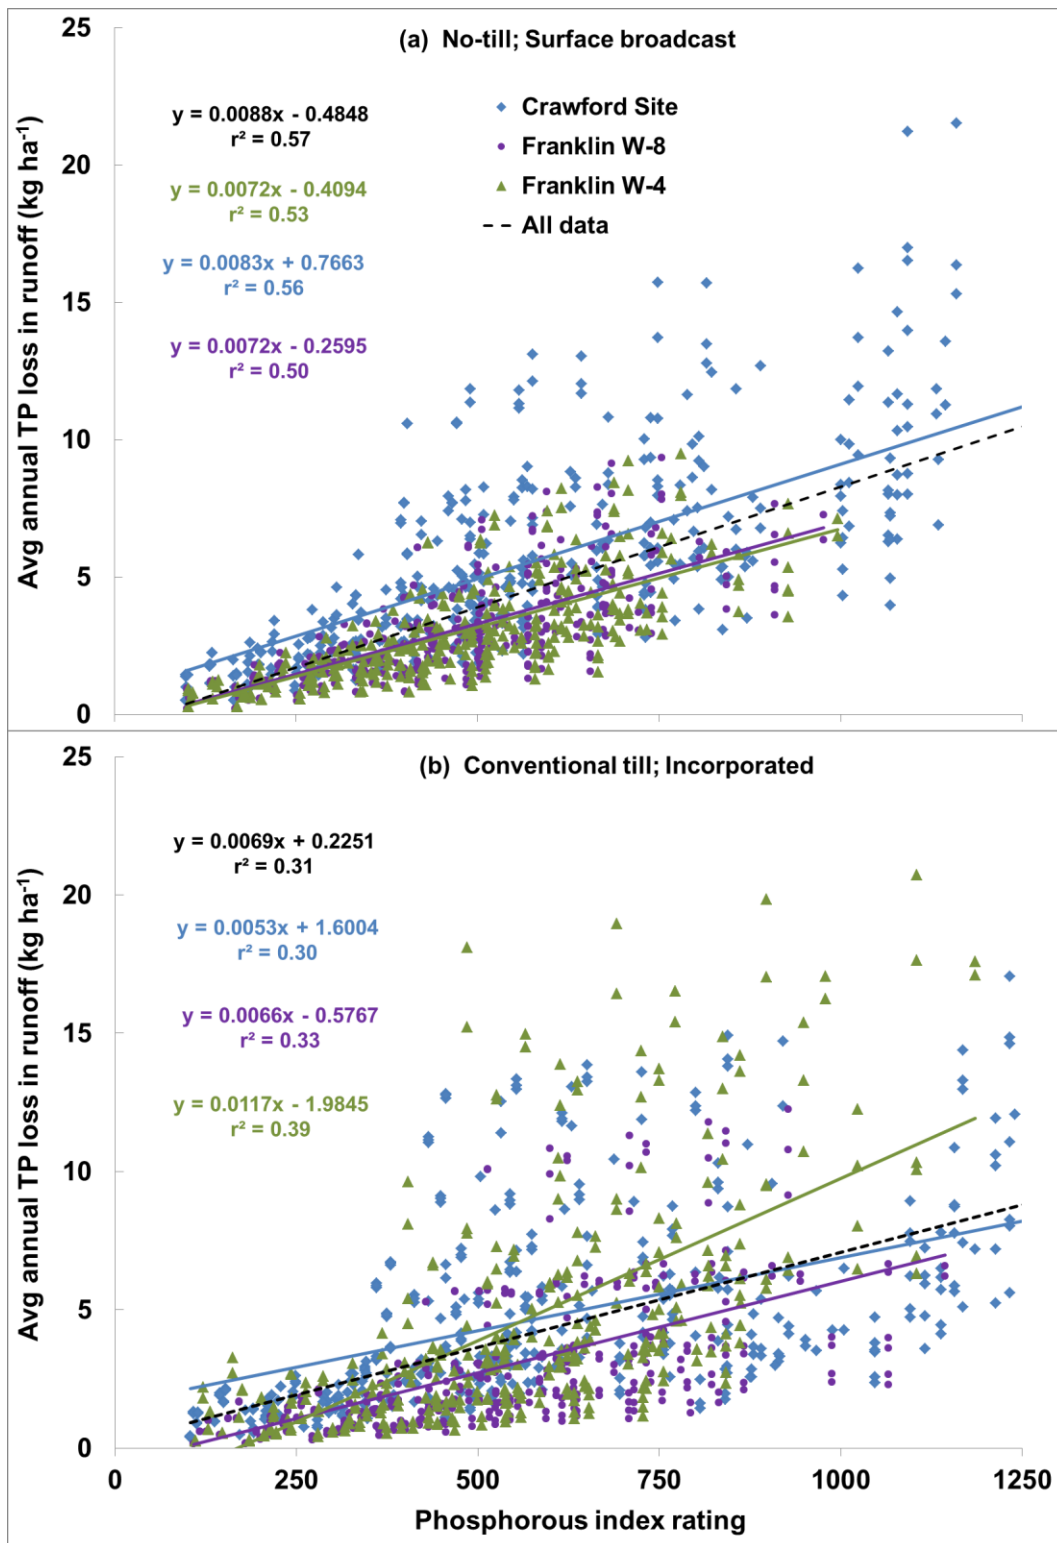 (a) No-till; Surface broadcast
Avg annual TP loss in runoff (kg ha⁻¹)
25
20
15
10
5
0
y = 0.0088x - 0.4848
r² = 0.57
y = 0.0072x - 0.4094
r² = 0.53
y = 0.0083x + 0.7663
r² = 0.56
y = 0.0072x - 0.2595
r² = 0.50
Crawford Site
Franklin W-8
Franklin W-4
All data
(b) Conventional till; Incorporated
Avg annual TP loss in runoff (kg ha⁻¹)
25
20
15
10
5
0
y = 0.0069x + 0.2251
r² = 0.31
y = 0.0053x + 1.6004
r² = 0.30
y = 0.0066x - 0.5767
r² = 0.33
y = 0.0117x - 1.9845
r² = 0.39
0 250 500 750 1000 1250
Phosphorous index rating